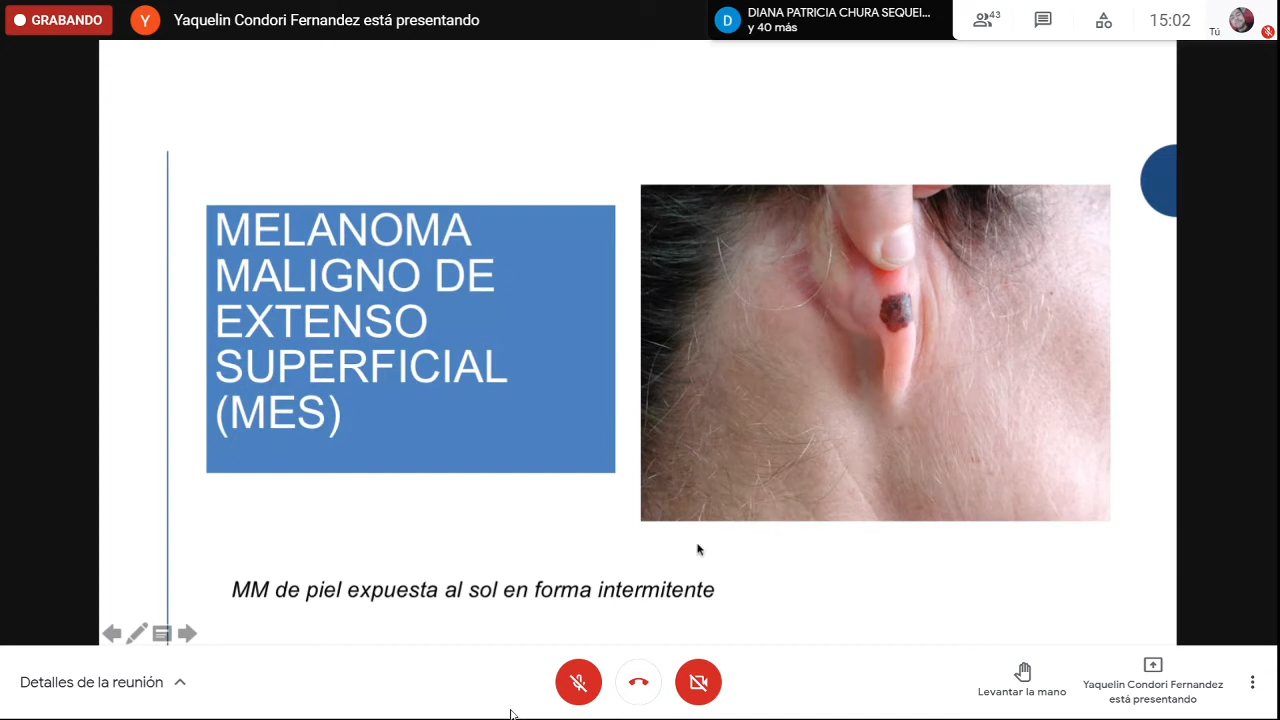 GRABANDO
Y
Yaquelin Condori Fernandez está presentando
D
DIANA PATRICIA CHURA SEQUEI...
y 40 más
43
15:02
Tú
MELANOMA
MALIGNO DE
EXTENSO
SUPERFICIAL
(MES)
MM de piel expuesta al sol en forma intermitente
Detalles de la reunión
Levantar la mano
Yaquelin Condori Fernandez
está presentando